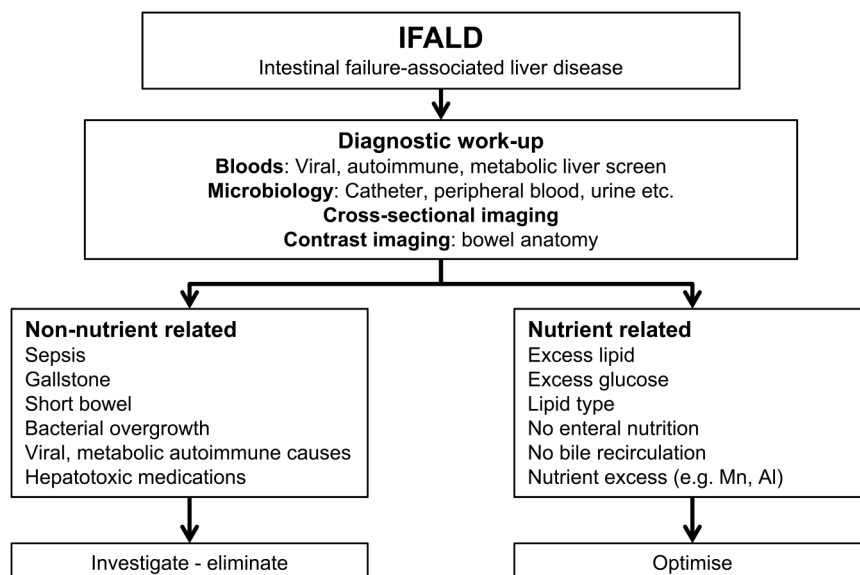 IFALD
Intestinal failure-associated liver disease
Diagnostic work-up
Bloods: Viral, autoimmune, metabolic liver screen
Microbiology: Catheter, peripheral blood, urine etc.
Cross-sectional imaging
Contrast imaging: bowel anatomy
Non-nutrient related
Sepsis
Gallstone
Short bowel
Bacterial overgrowth
Viral, metabolic autoimmune causes
Hepatotoxic medications
Investigate - eliminate
Nutrient related
Excess lipid
Excess glucose
Lipid type
No enteral nutrition
No bile recirculation
Nutrient excess (e.g. Mn, Al)
Optimise